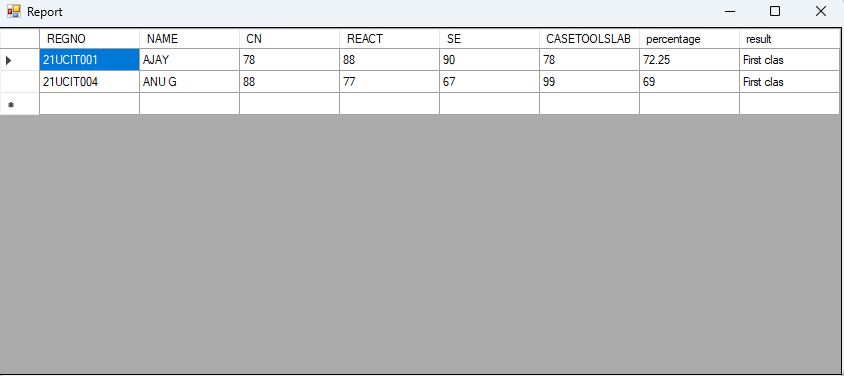 Report
REGNO NAME CN REACT SE CASETOOLSLAB percentage result
21UCIT001 AJAY 78 88 90 78 72.25 First clas
21UCIT004 ANU G 88 77 67 99 69 First clas